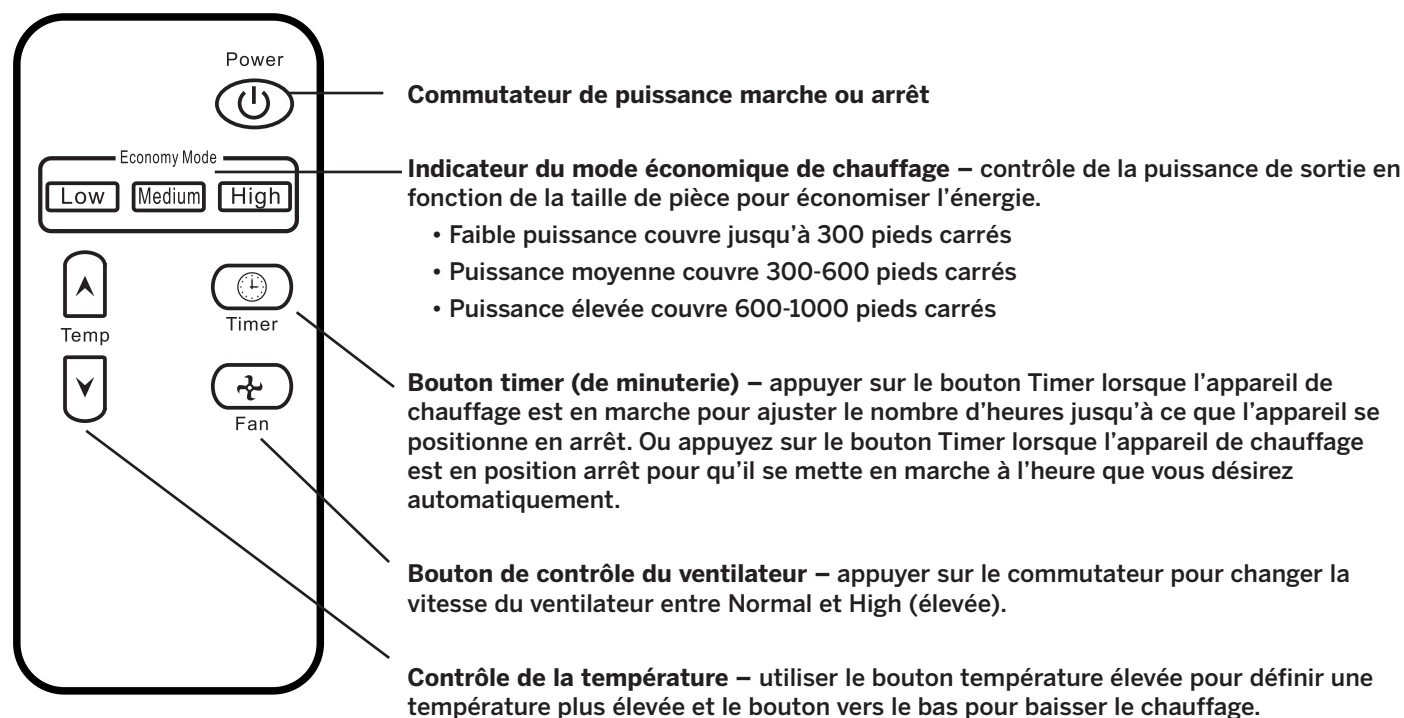 Power
Economy Mode
Low Medium High
Temp
Timer
Fan
Commutateur de puissance marche ou arrêt
Indicateur du mode économique de chauffage – contrôle de la puissance de sortie en
fonction de la taille de pièce pour économiser l'énergie.
• Faible puissance couvre jusqu'à 300 pieds carrés
• Puissance moyenne couvre 300-600 pieds carrés
• Puissance élevée couvre 600-1000 pieds carrés
Bouton timer (de minuterie) – appuyer sur le bouton Timer lorsque l'appareil de
chauffage est en marche pour ajuster le nombre d'heures jusqu'à ce que l'appareil se
positionne en arrêt. Ou appuyez sur le bouton Timer lorsque l'appareil de chauffage
est en position arrêt pour qu'il se mette en marche à l'heure que vous désirez
automatiquement.
Bouton de contrôle du ventilateur – appuyer sur le commutateur pour changer la
vitesse du ventilateur entre Normal et High (élevée).
Contrôle de la température – utiliser le bouton température élevée pour définir une
température plus élevée et le bouton vers le bas pour baisser le chauffage.